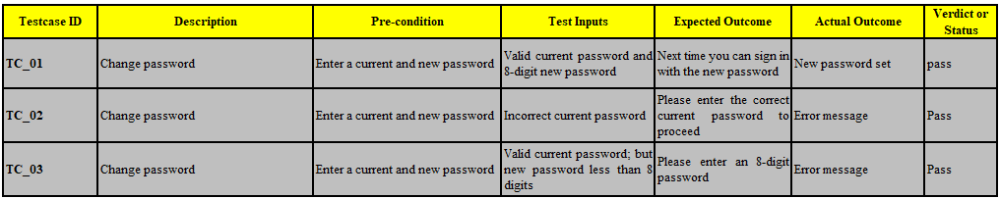 Testcase ID Description Pre-condition Test Inputs Expected Outcome Actual Outcome Verdict or
Status
TC_01 Change password Enter a current and new password Valid current password and
8-digit new password Next time you can sign in
with the new password New password set pass
TC_02 Change password Enter a current and new password Incorrect current password Please enter the correct
current password to
proceed Error message Pass
TC_03 Change password Enter a current and new password Valid current password; but
new password less than 8
digits Please enter an 8-digit
password Error message Pass